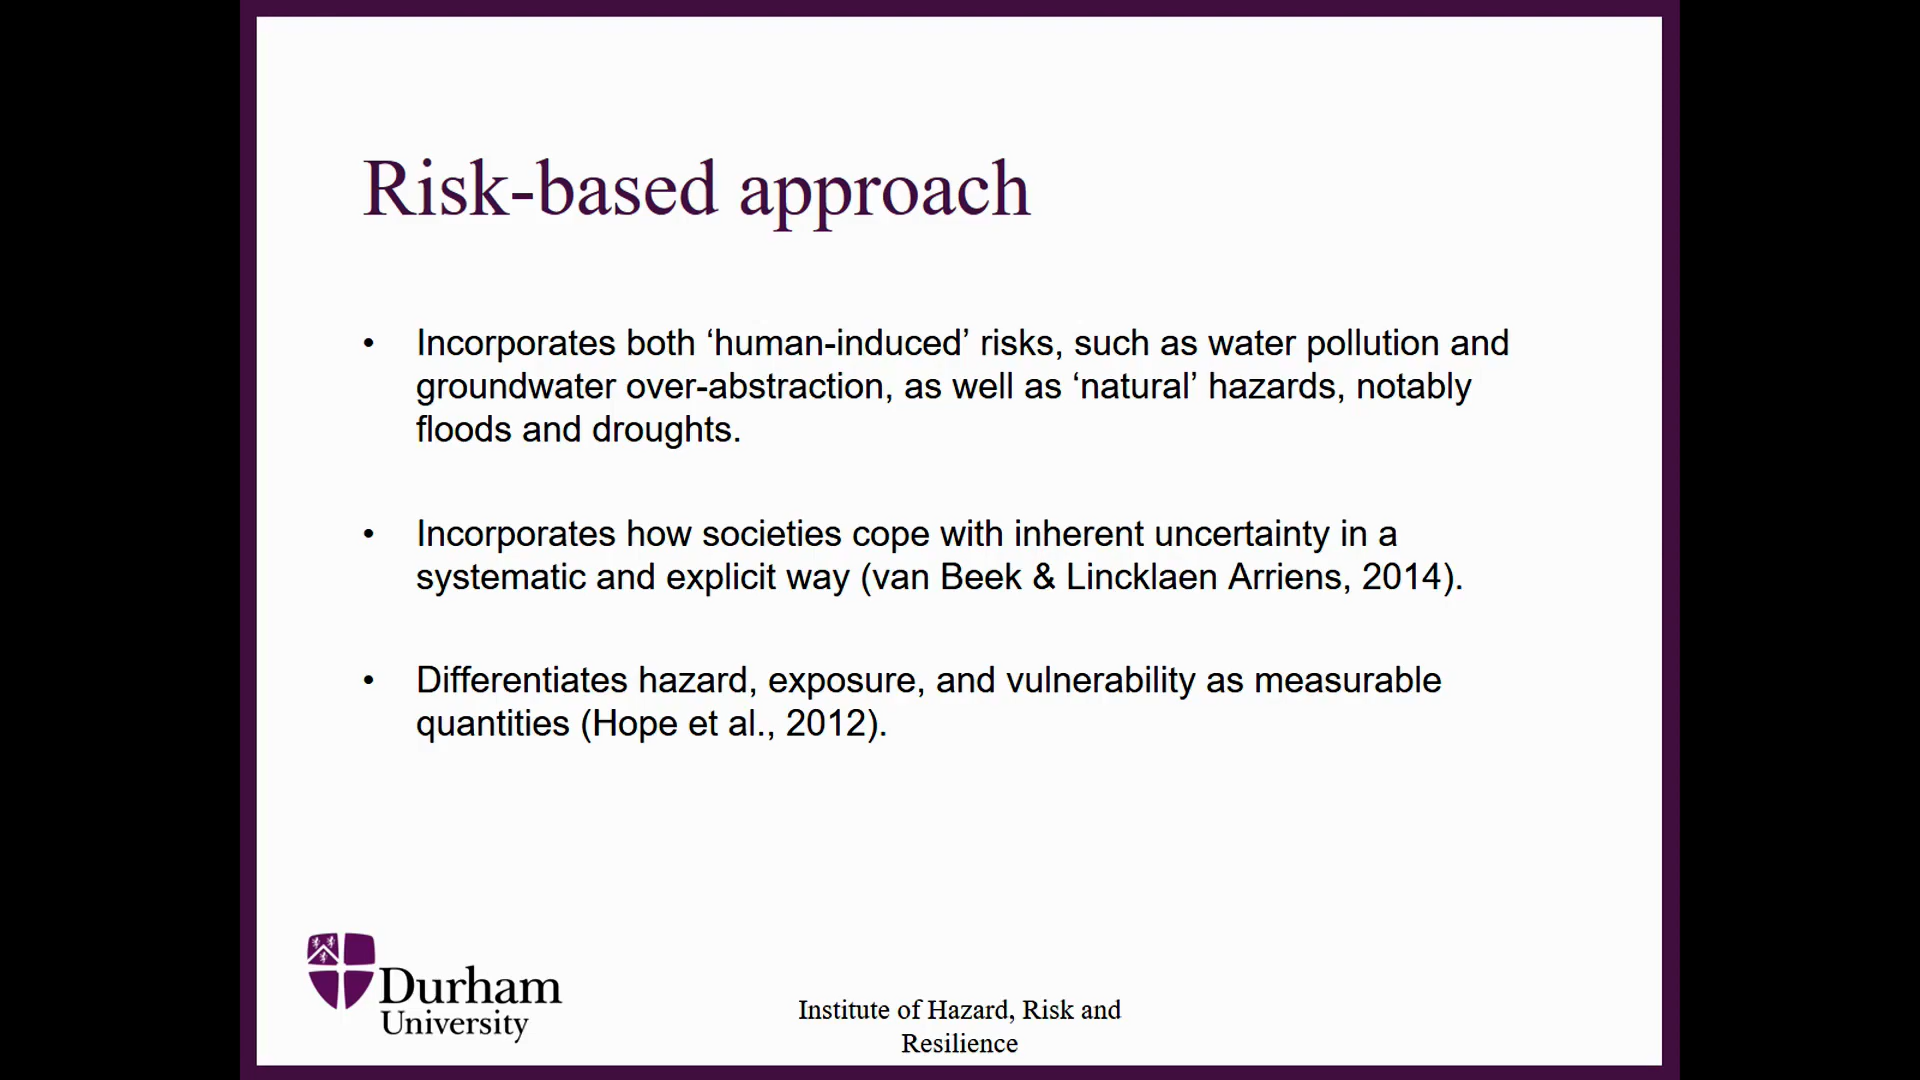 Risk-based approach
• Incorporates both ‘human-induced’ risks, such as water pollution and
groundwater over-abstraction, as well as ‘natural’ hazards, notably
floods and droughts.
• Incorporates how societies cope with inherent uncertainty in a
systematic and explicit way (van Beek & Lincklaen Arriens, 2014).
• Differentiates hazard, exposure, and vulnerability as measurable
quantities (Hope et al., 2012).
Durham
University
Institute of Hazard, Risk and
Resilience